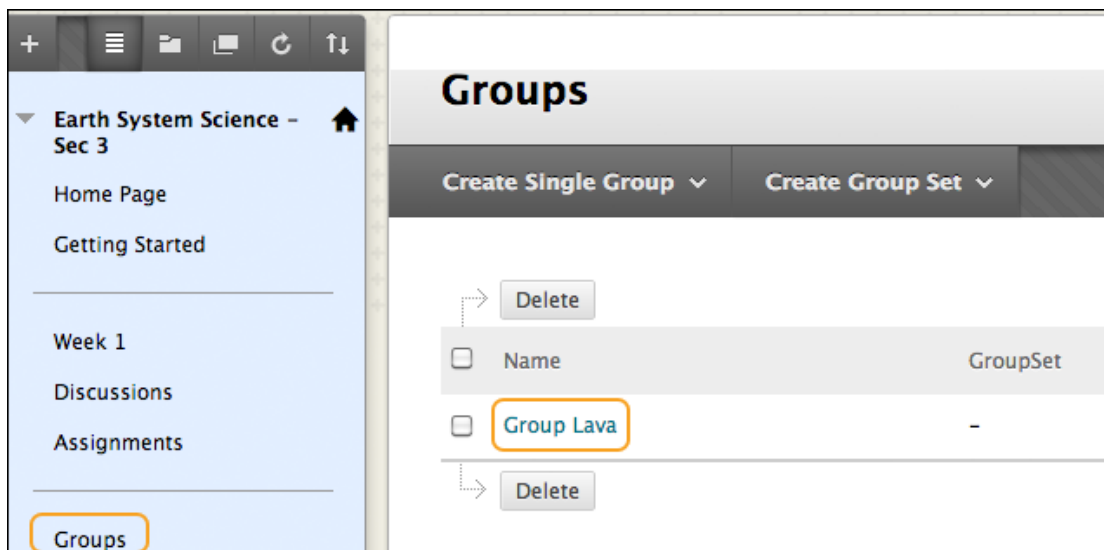 Earth System Science –
Sec 3
Home Page
Getting Started
Week 1
Discussions
Assignments
Groups
Groups
Create Single Group
Create Group Set
Delete
Name
GroupSet
Group Lava
–
Delete